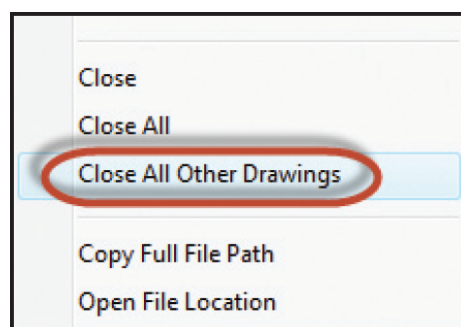 Close
Close All
Close All Other Drawings
Copy Full File Path
Open File Location